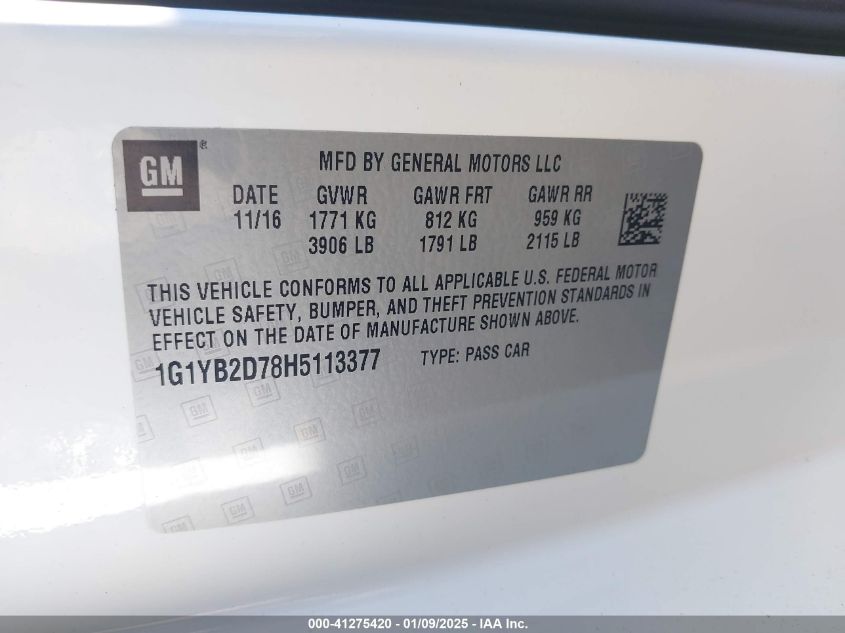 GM®
MFD BY GENERAL MOTORS LLC
DATE GVWR GAWR FRT GAWR RR
11/16 1771 KG 812 KG 959 KG
3906 LB 1791 LB 2115 LB
THIS VEHICLE CONFORMS TO ALL APPLICABLE U.S. FEDERAL MOTOR
VEHICLE SAFETY, BUMPER, AND THEFT PREVENTION STANDARDS IN
EFFECT ON THE DATE OF MANUFACTURE SHOWN ABOVE.
1G1YB2D78H5113377 TYPE: PASS CAR
000-41275420 - 01/09/2025 - IAA Inc.